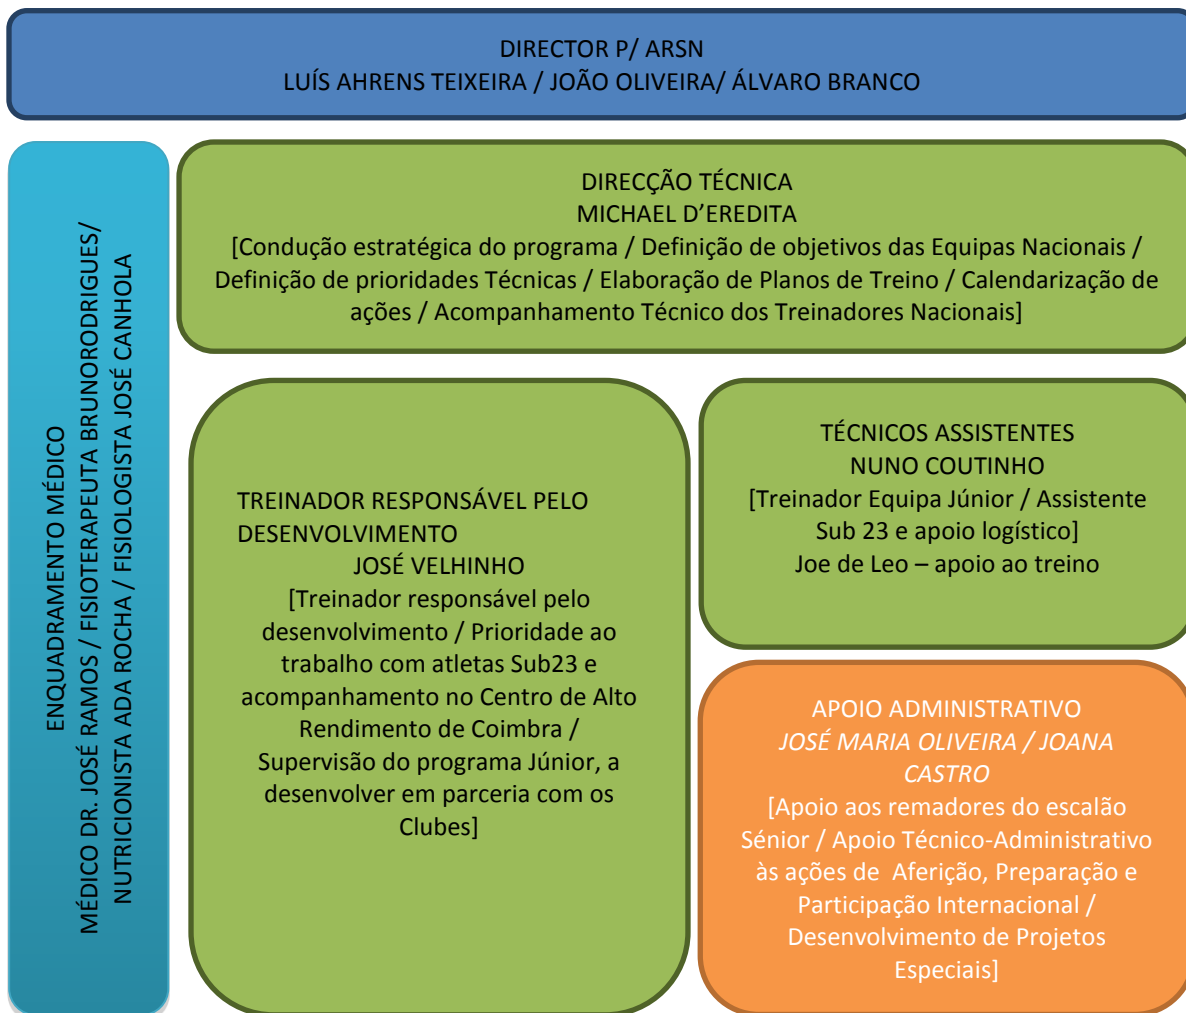 DIRECTOR P/ ARSN
LUÍS AHRENS TEIXEIRA / JOÃO OLIVEIRA/ ÁLVARO BRANCO
ENQUADRAMENTO MÉDICO
MÉDICO DR. JOSÉ RAMOS / FISIOTERAPEUTA BRUNORODRIGUES/
NUTRICIONISTA ADA ROCHA / FISIOLOGISTA JOSÉ CANHOLA
DIRECÇÃO TÉCNICA
MICHAEL D’EREDITA
[Condução estratégica do programa / Definição de objetivos das Equipas Nacionais /
Definição de prioridades Técnicas / Elaboração de Planos de Treino / Calendarização de
ações / Acompanhamento Técnico dos Treinadores Nacionais]
TREINADOR RESPONSÁVEL PELO
DESENVOLVIMENTO
JOSÉ VELHINHO
[Treinador responsável pelo
desenvolvimento / Prioridade ao
trabalho com atletas Sub23 e
acompanhamento no Centro de Alto
Rendimento de Coimbra /
Supervisão do programa Júnior, a
desenvolver em parceria com os
Clubes]
TÉCNICOS ASSISTENTES
NUNO COUTINHO
[Treinador Equipa Júnior / Assistente
Sub 23 e apoio logístico]
Joe de Leo – apoio ao treino
APOIO ADMINISTRATIVO
JOSÉ MARIA OLIVEIRA / JOANA
CASTRO
[Apoio aos remadores do escalão
Sénior / Apoio Técnico-Administrativo
às ações de Aferição, Preparação e
Participação Internacional /
Desenvolvimento de Projetos
Especiais]